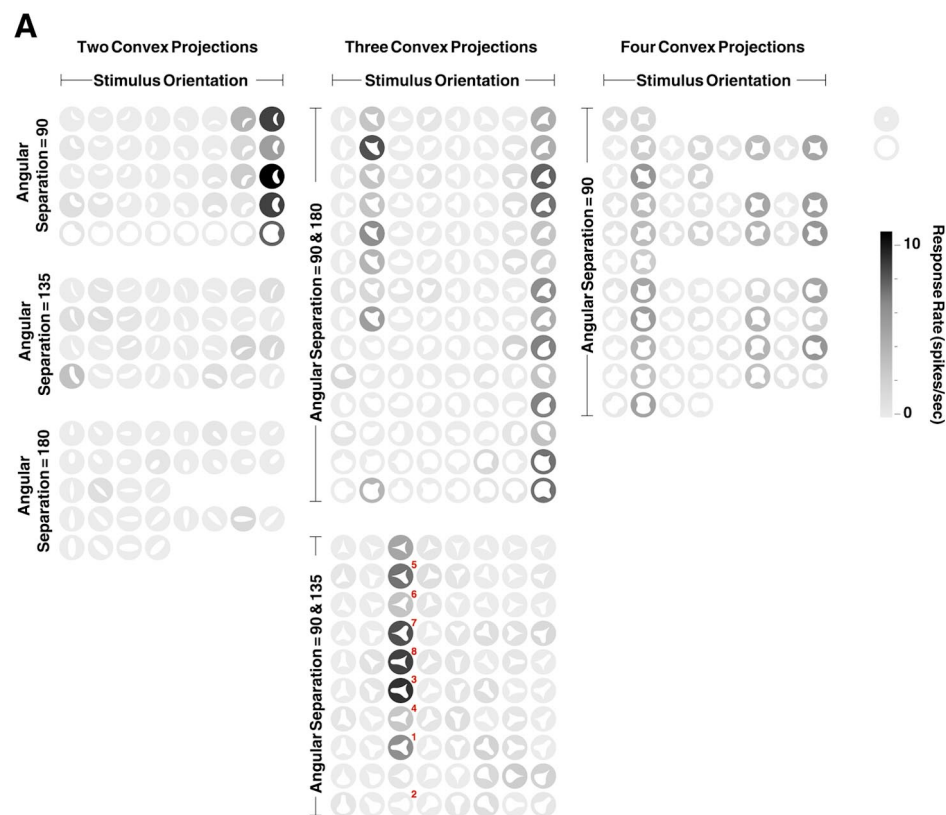 A
Two Convex Projections
Three Convex Projections
Four Convex Projections
Stimulus Orientation
Stimulus Orientation
Stimulus Orientation
Angular
Separation = 90
Angular
Separation = 135
Angular
Separation = 180
Angular Separation = 90 & 180
Angular Separation = 90 & 135
5
6
7
8
3
4
1
2
Angular Separation = 90
10
0
Response Rate (spikes/sec)